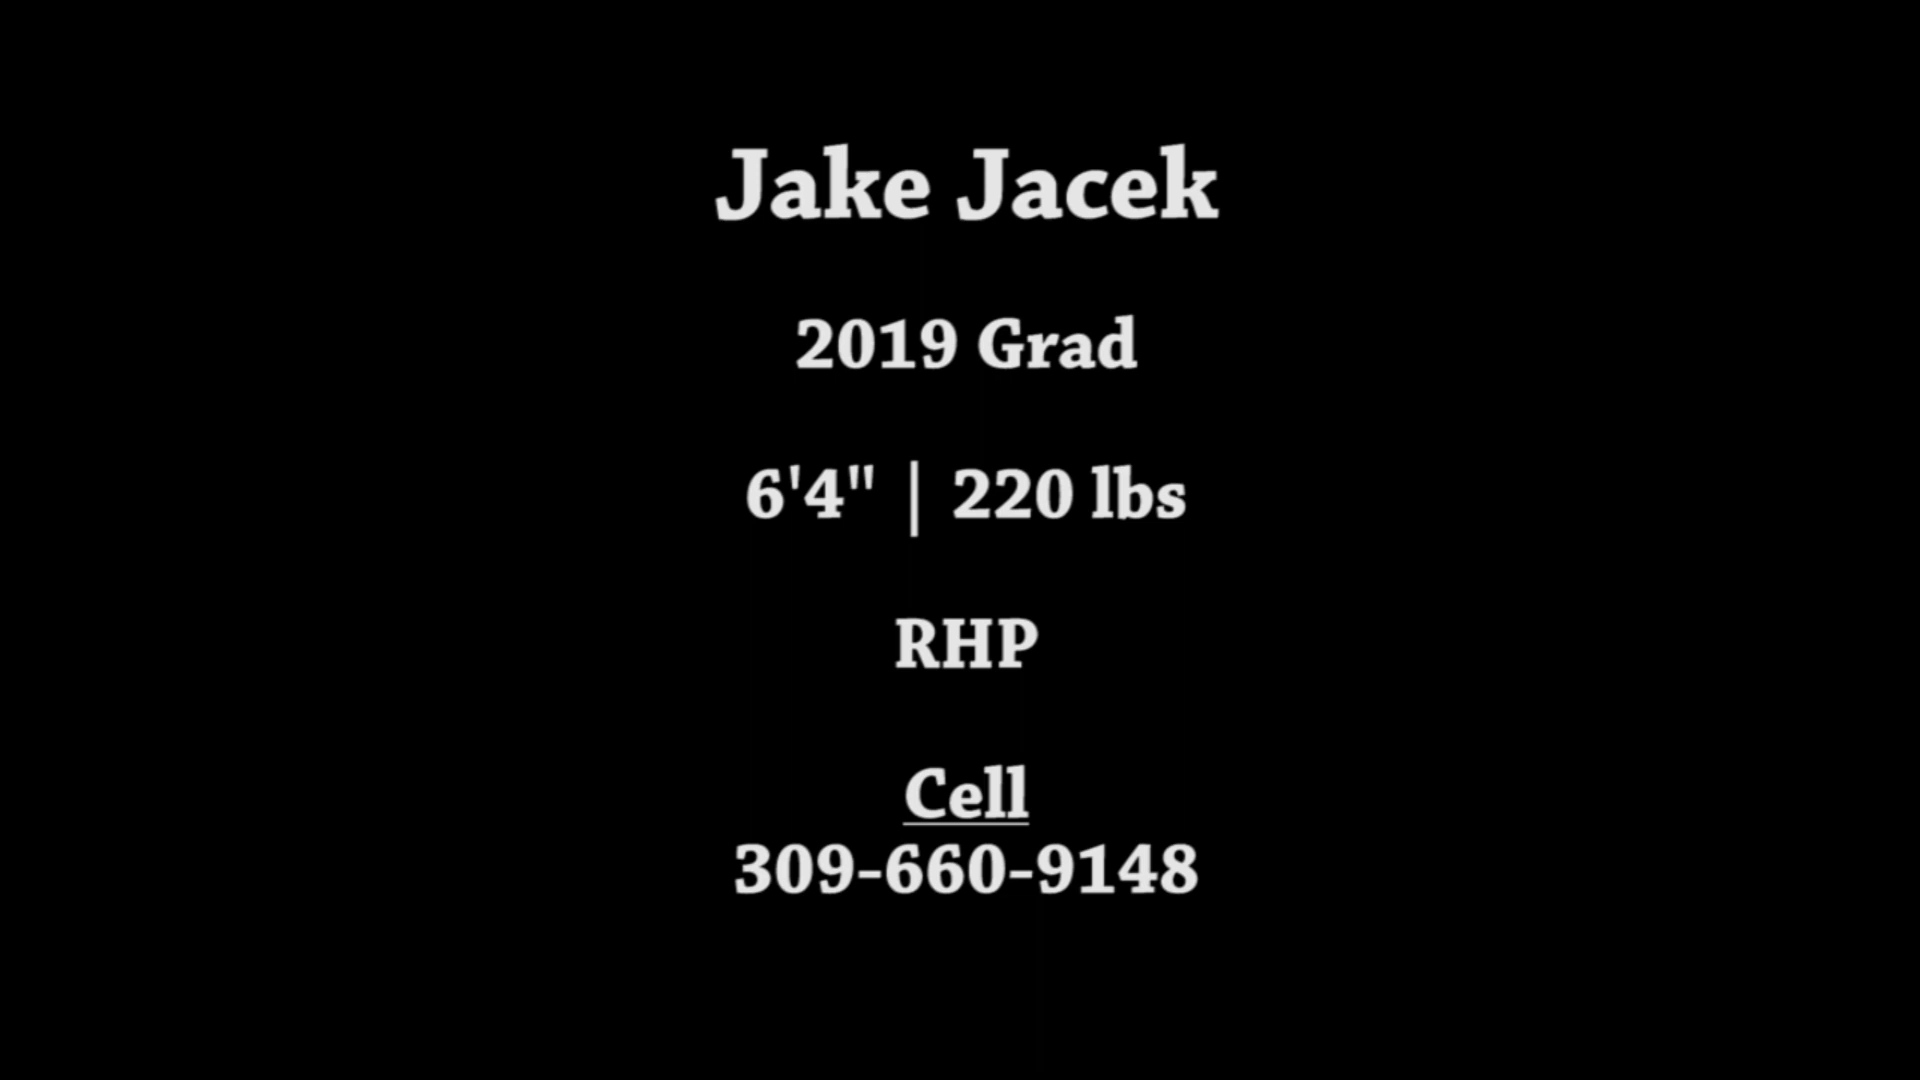 Jake Jacek
2019 Grad
6'4" | 220 lbs
RHP
Cell
309-660-9148